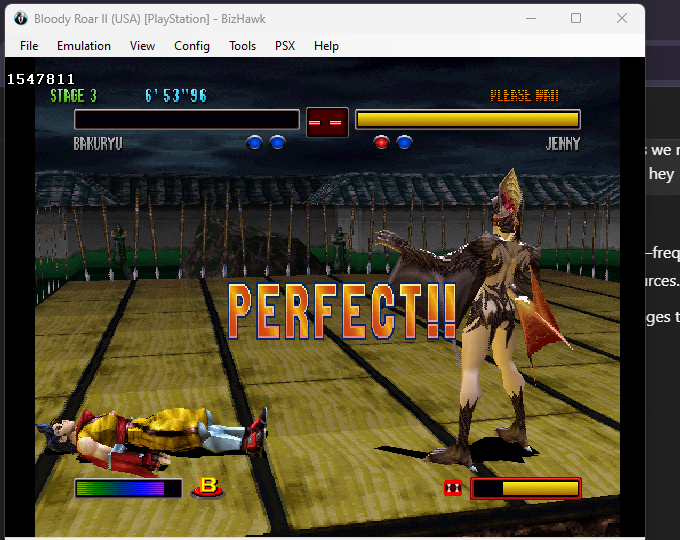 Bloody Roar II (USA) [PlayStation] - BizHawk
File Emulation View Config Tools PSX Help
1547811
STAGE 3 6'53"96 PLEASE WAIT
BAKURYU JENNY
s we r
hey
—freq
urces.
ges t
PERFECT!!
B